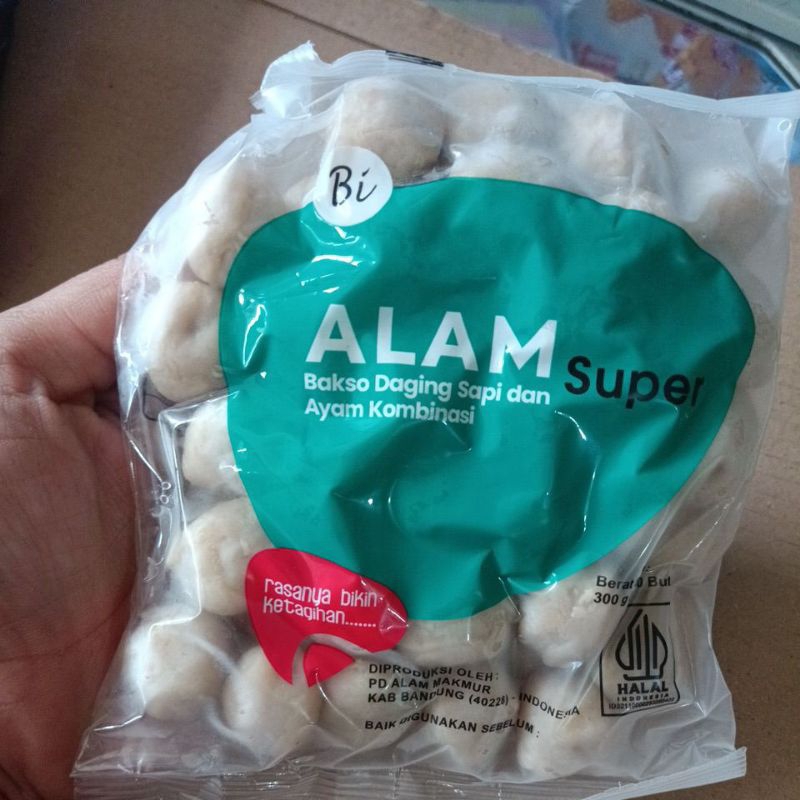 Bi
ALAM Super
Bakso Daging Sapi dan
Ayam Kombinasi
rasanya bikin
ketagihan.......
300 g
HALAL
INDONESIA
DIPRODUKSI OLEH :
PD ALAM MAKMUR
KAB BANDUNG (40228) - INDONESIA
BAIK DIGUNAKAN SEBELUM :